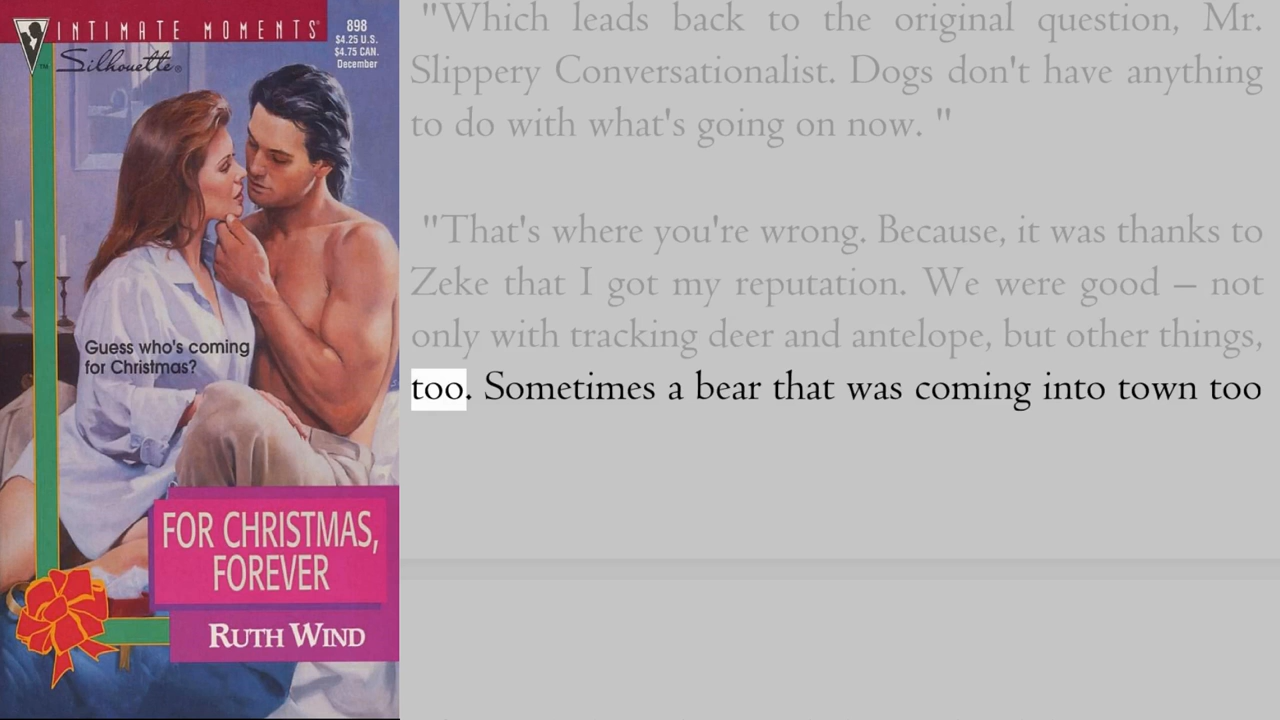 INTIMATE MOMENTS®
Silhouette®
TM
898
$4.25 U.S.
$4.75 CAN.
December
Guess who's coming
for Christmas?
FOR CHRISTMAS,
FOREVER
RUTH WIND
"Which leads back to the original question, Mr.
Slippery Conversationalist. Dogs don't have anything
to do with what's going on now. "
"That's where you're wrong. Because, it was thanks to
Zeke that I got my reputation. We were good – not
only with tracking deer and antelope, but other things,
too. Sometimes a bear that was coming into town too